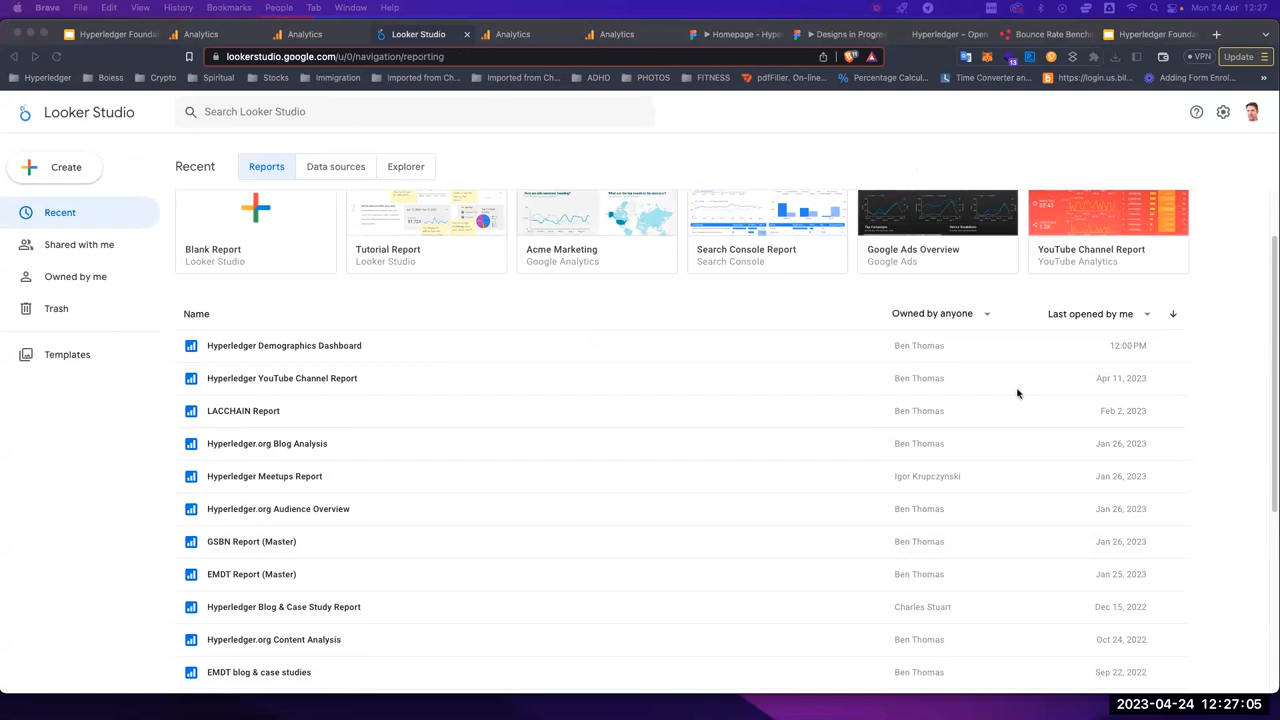 Brave File Edit View History Bookmarks People Tab Window Help Mon 24 Apr 12:27
Hyperledger Founda Analytics Analytics Looker Studio Analytics Analytics Homepage - Hyper Designs in Progre Hyperledger – Open Bounce Rate Bench Hyperledger Founda
lookerstudio.google.com/u/0/navigation/reporting VPN Update
Hyperledger Boiess Crypto Spiritual Stocks Immigration Imported from Ch... Imported from Ch... ADHD PHOTOS FITNESS pdfFiller. On-line... Percentage Calcul... Time Converter an... https://login.us.bil... Adding Form Enrol...
Looker Studio Search Looker Studio
Create Recent Reports Data sources Explorer
Recent
Shared with me
Owned by me
Trash
Templates
Blank Report Tutorial Report Acme Marketing Search Console Report Google Ads Overview YouTube Channel Report
Looker Studio Looker Studio Google Analytics Search Console Google Ads YouTube Analytics
Name Owned by anyone Last opened by me
Hyperledger Demographics Dashboard Ben Thomas 12:00 PM
Hyperledger YouTube Channel Report Ben Thomas Apr 11, 2023
LACCHAIN Report Ben Thomas Feb 2, 2023
Hyperledger.org Blog Analysis Ben Thomas Jan 26, 2023
Hyperledger Meetups Report Igor Krupczynski Jan 26, 2023
Hyperledger.org Audience Overview Ben Thomas Jan 26, 2023
GSBN Report (Master) Ben Thomas Jan 26, 2023
EMDT Report (Master) Ben Thomas Jan 25, 2023
Hyperledger Blog & Case Study Report Charles Stuart Dec 15, 2022
Hyperledger.org Content Analysis Ben Thomas Oct 24, 2022
EMDT blog & case studies Ben Thomas Sep 22, 2022
2023-04-24 12:27:05